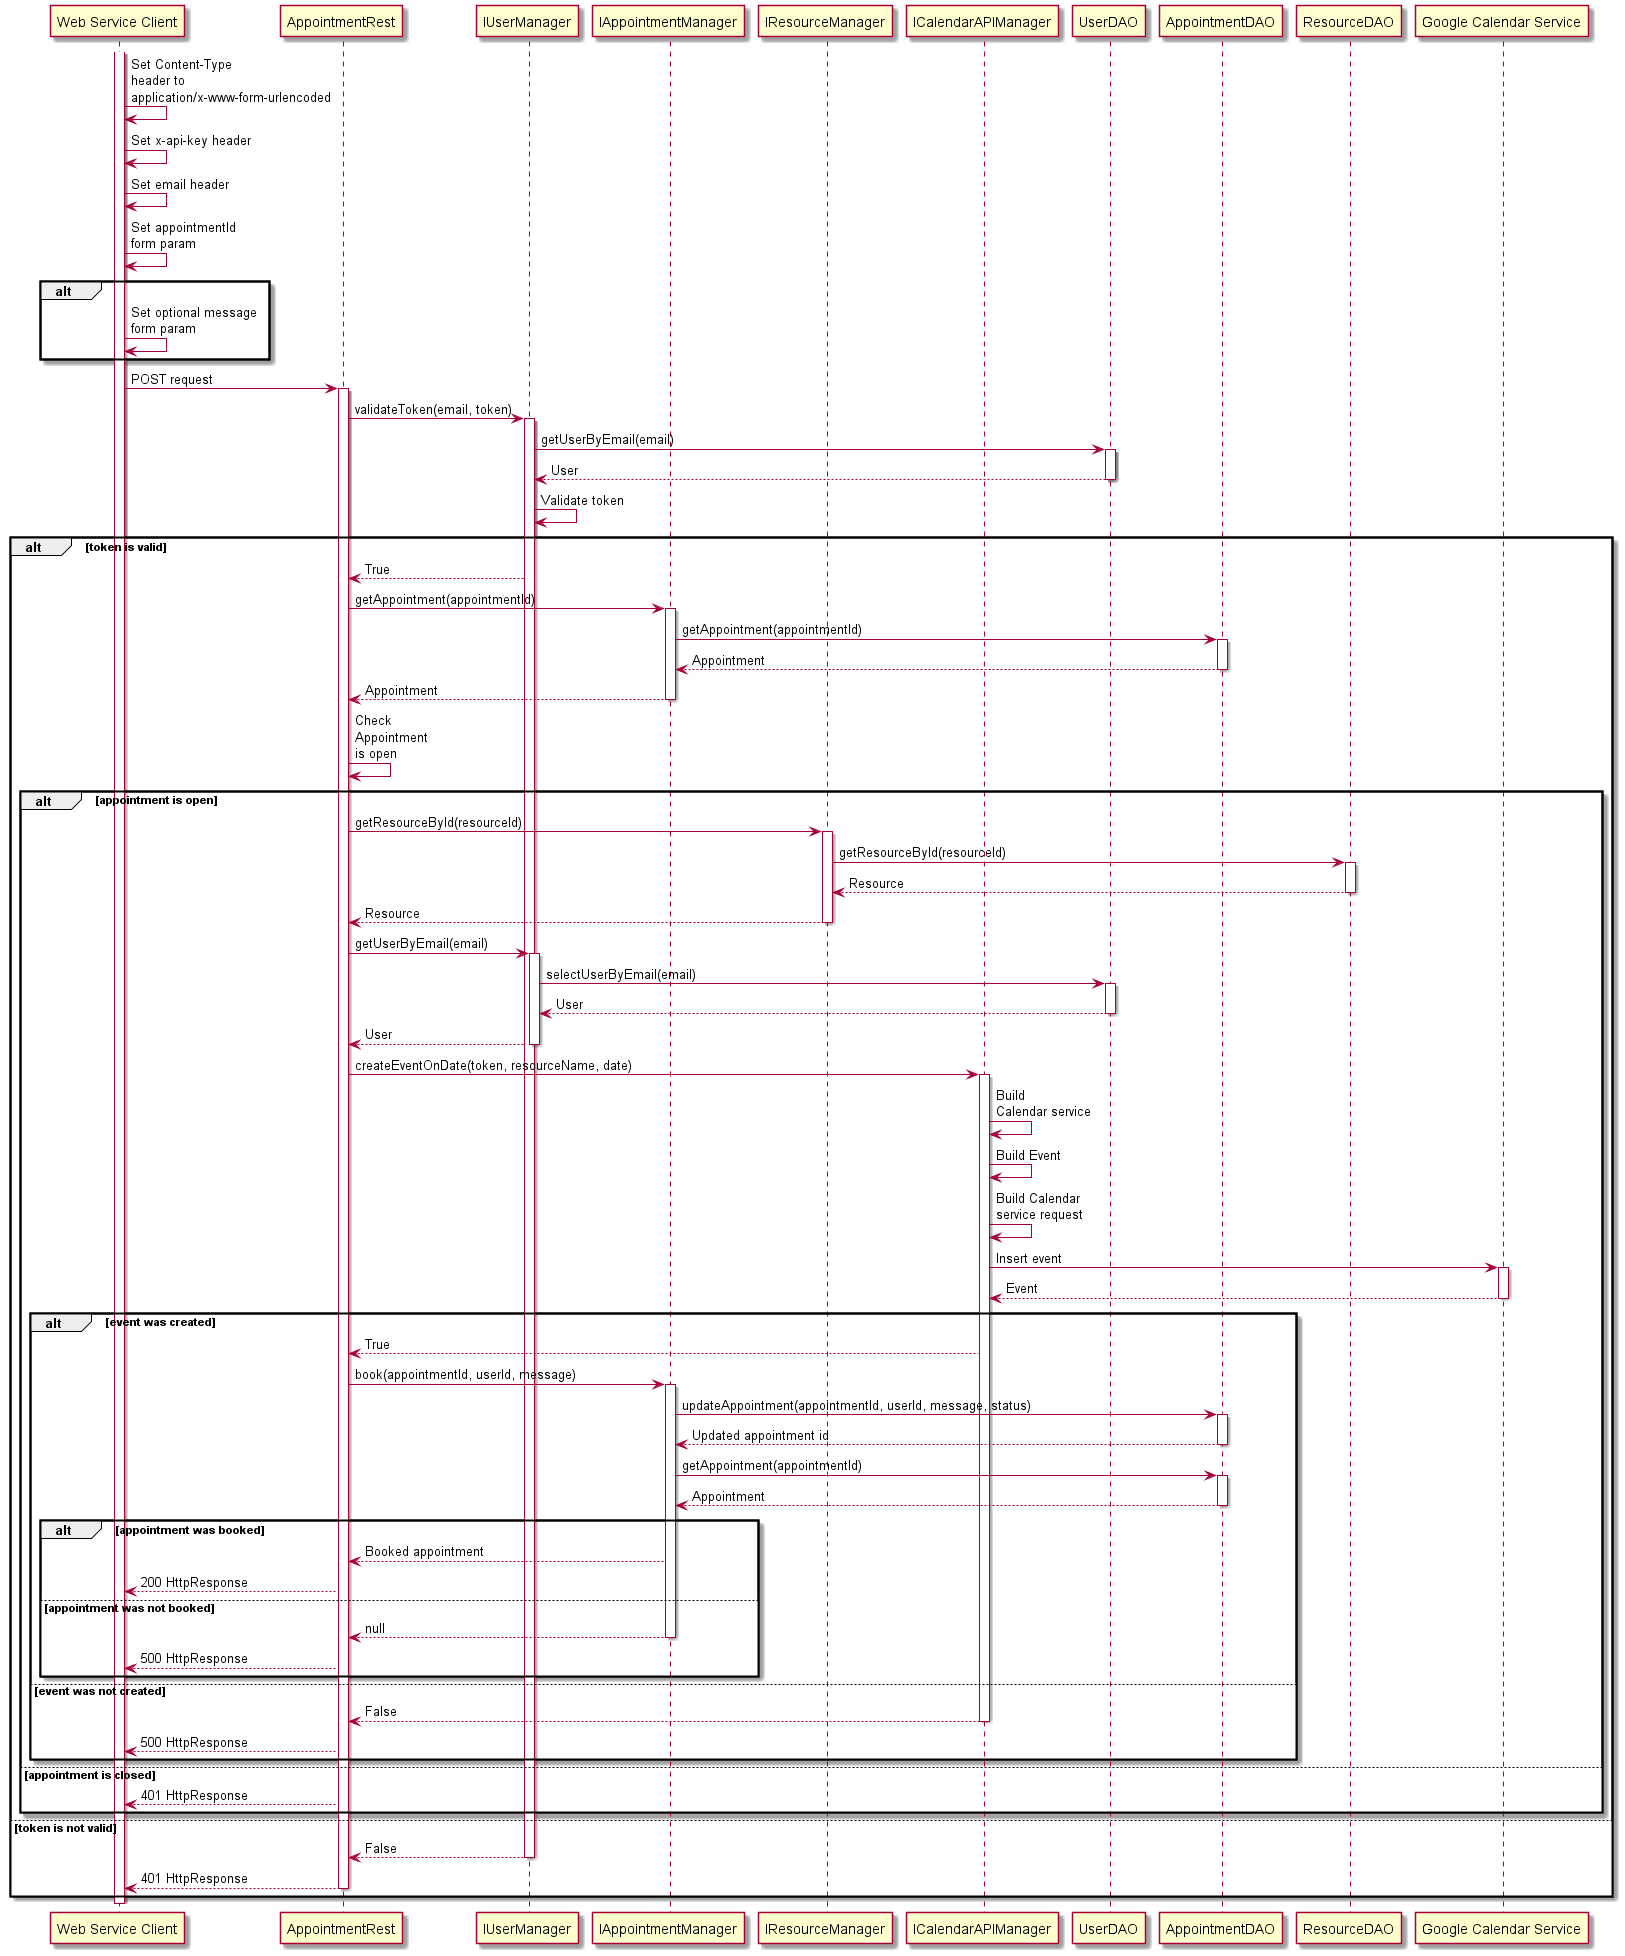 Web Service Client
AppointmentRest
IUserManager
IAppointmentManager
IResourceManager
ICalendarAPIManager
UserDAO
AppointmentDAO
ResourceDAO
Google Calendar Service
Set Content-Type
header to
application/x-www-form-urlencoded
Set x-api-key header
Set email header
Set appointmentId
form param
alt
Set optional message
form param
POST request
validateToken(email, token)
getUserByEmail(email)
User
Validate token
alt
[token is valid]
True
getAppointment(appointmentId)
getAppointment(appointmentId)
Appointment
Appointment
Check
Appointment
is open
alt
[appointment is open]
getResourceById(resourceId)
getResourceById(resourceId)
Resource
Resource
getUserByEmail(email)
selectUserByEmail(email)
User
User
createEventOnDate(token, resourceName, date)
Build
Calendar service
Build Event
Build Calendar
service request
Insert event
Event
alt
[event was created]
True
book(appointmentId, userId, message)
updateAppointment(appointmentId, userId, message, status)
Updated appointment id
getAppointment(appointmentId)
Appointment
alt
[appointment was booked]
Booked appointment
200 HttpResponse
[appointment was not booked]
null
500 HttpResponse
[event was not created]
False
500 HttpResponse
[appointment is closed]
401 HttpResponse
[token is not valid]
False
401 HttpResponse
Web Service Client
AppointmentRest
IUserManager
IAppointmentManager
IResourceManager
ICalendarAPIManager
UserDAO
AppointmentDAO
ResourceDAO
Google Calendar Service